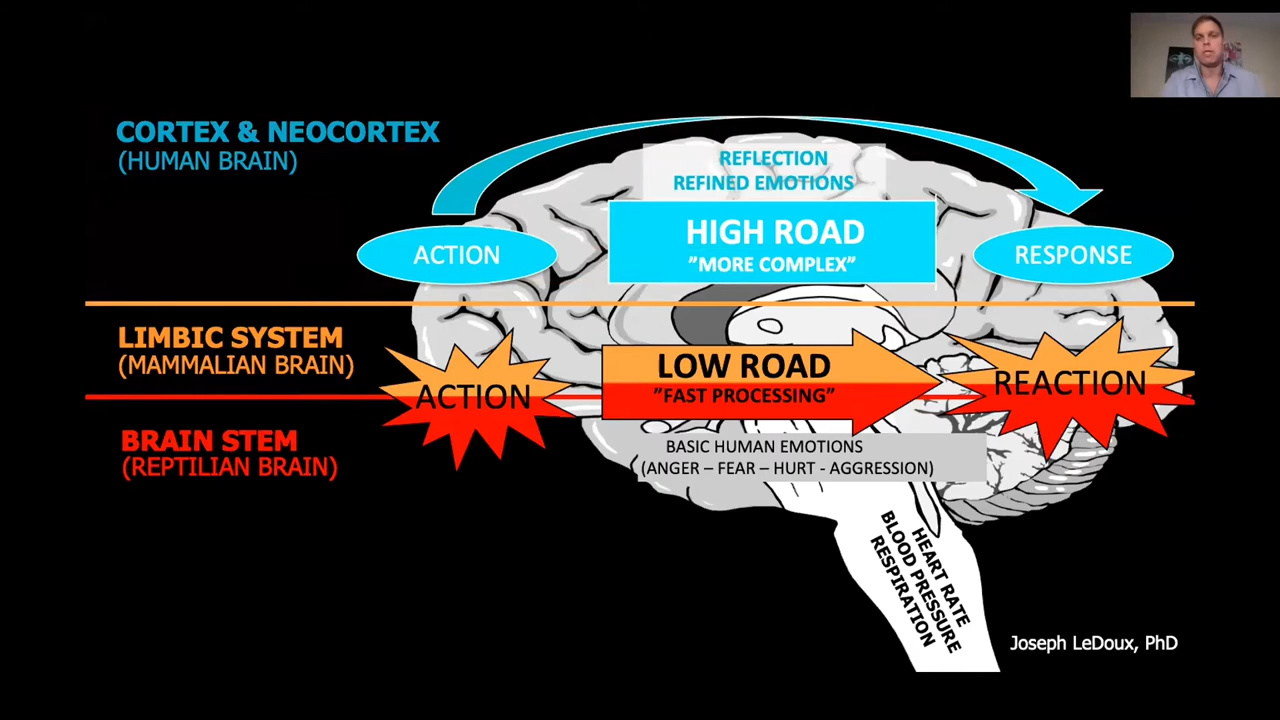 CORTEX & NEOCORTEX
(HUMAN BRAIN)
REFLECTION
REFINED EMOTIONS
HIGH ROAD
”MORE COMPLEX”
ACTION
RESPONSE
LIMBIC SYSTEM
(MAMMALIAN BRAIN)
ACTION
LOW ROAD
”FAST PROCESSING”
REACTION
BRAIN STEM
(REPTILIAN BRAIN)
BASIC HUMAN EMOTIONS
(ANGER – FEAR – HURT - AGGRESSION)
HEART RATE
BLOOD PRESSURE
RESPIRATION
Joseph LeDoux, PhD